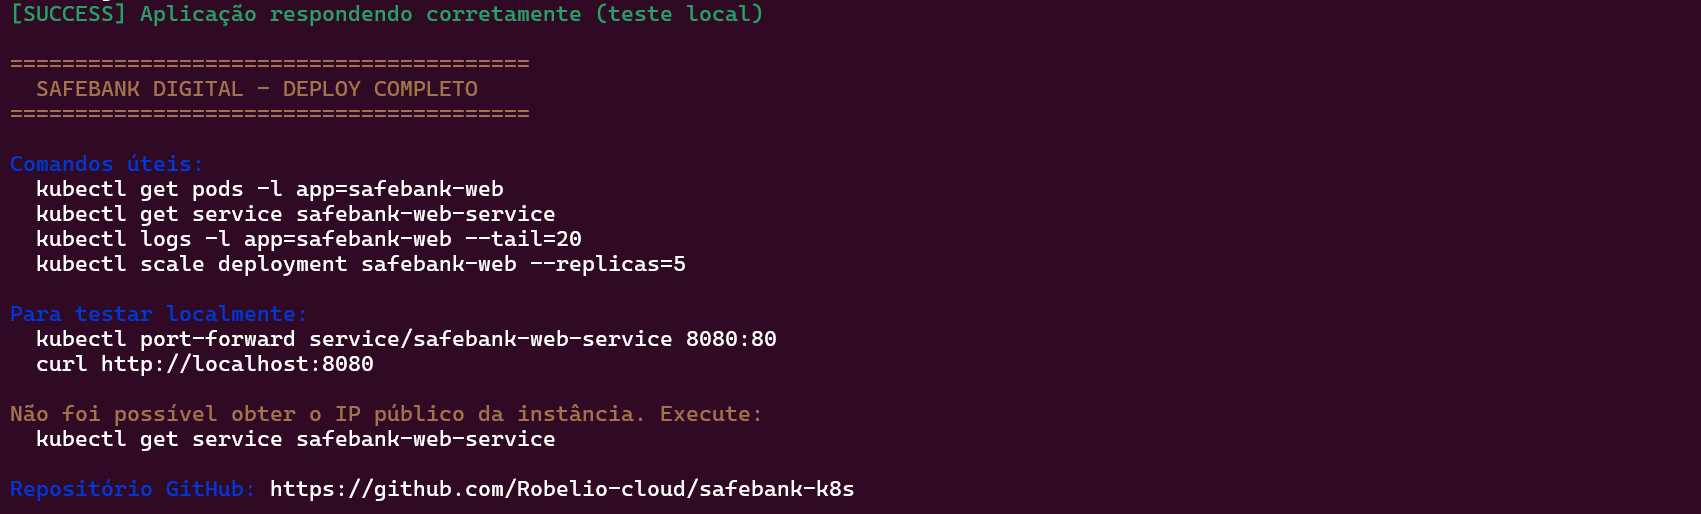 [SUCCESS] Aplicação respondendo corretamente (teste local)
========================================
SAFEBANK DIGITAL - DEPLOY COMPLETO
========================================
Comandos úteis:
kubectl get pods -l app=safebank-web
kubectl get service safebank-web-service
kubectl logs -l app=safebank-web --tail=20
kubectl scale deployment safebank-web --replicas=5
Para testar localmente:
kubectl port-forward service/safebank-web-service 8080:80
curl http://localhost:8080
Não foi possível obter o IP público da instância. Execute:
kubectl get service safebank-web-service
Repositório GitHub: https://github.com/Robelio-cloud/safebank-k8s